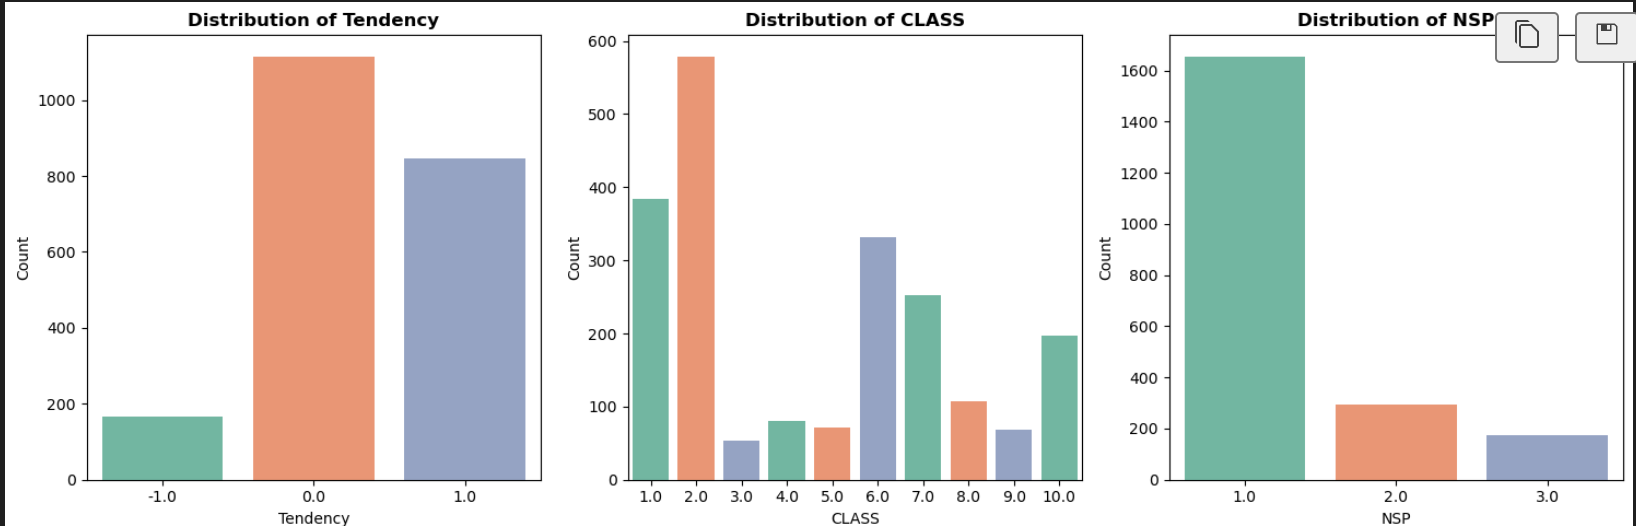 Distribution of Tendency
Count
1000
800
600
400
200
0
-1.0 0.0 1.0
Tendency
Distribution of CLASS
Count
600
500
400
300
200
100
0
1.0 2.0 3.0 4.0 5.0 6.0 7.0 8.0 9.0 10.0
CLASS
Distribution of NSP
Count
1600
1400
1200
1000
800
600
400
200
0
1.0 2.0 3.0
NSP